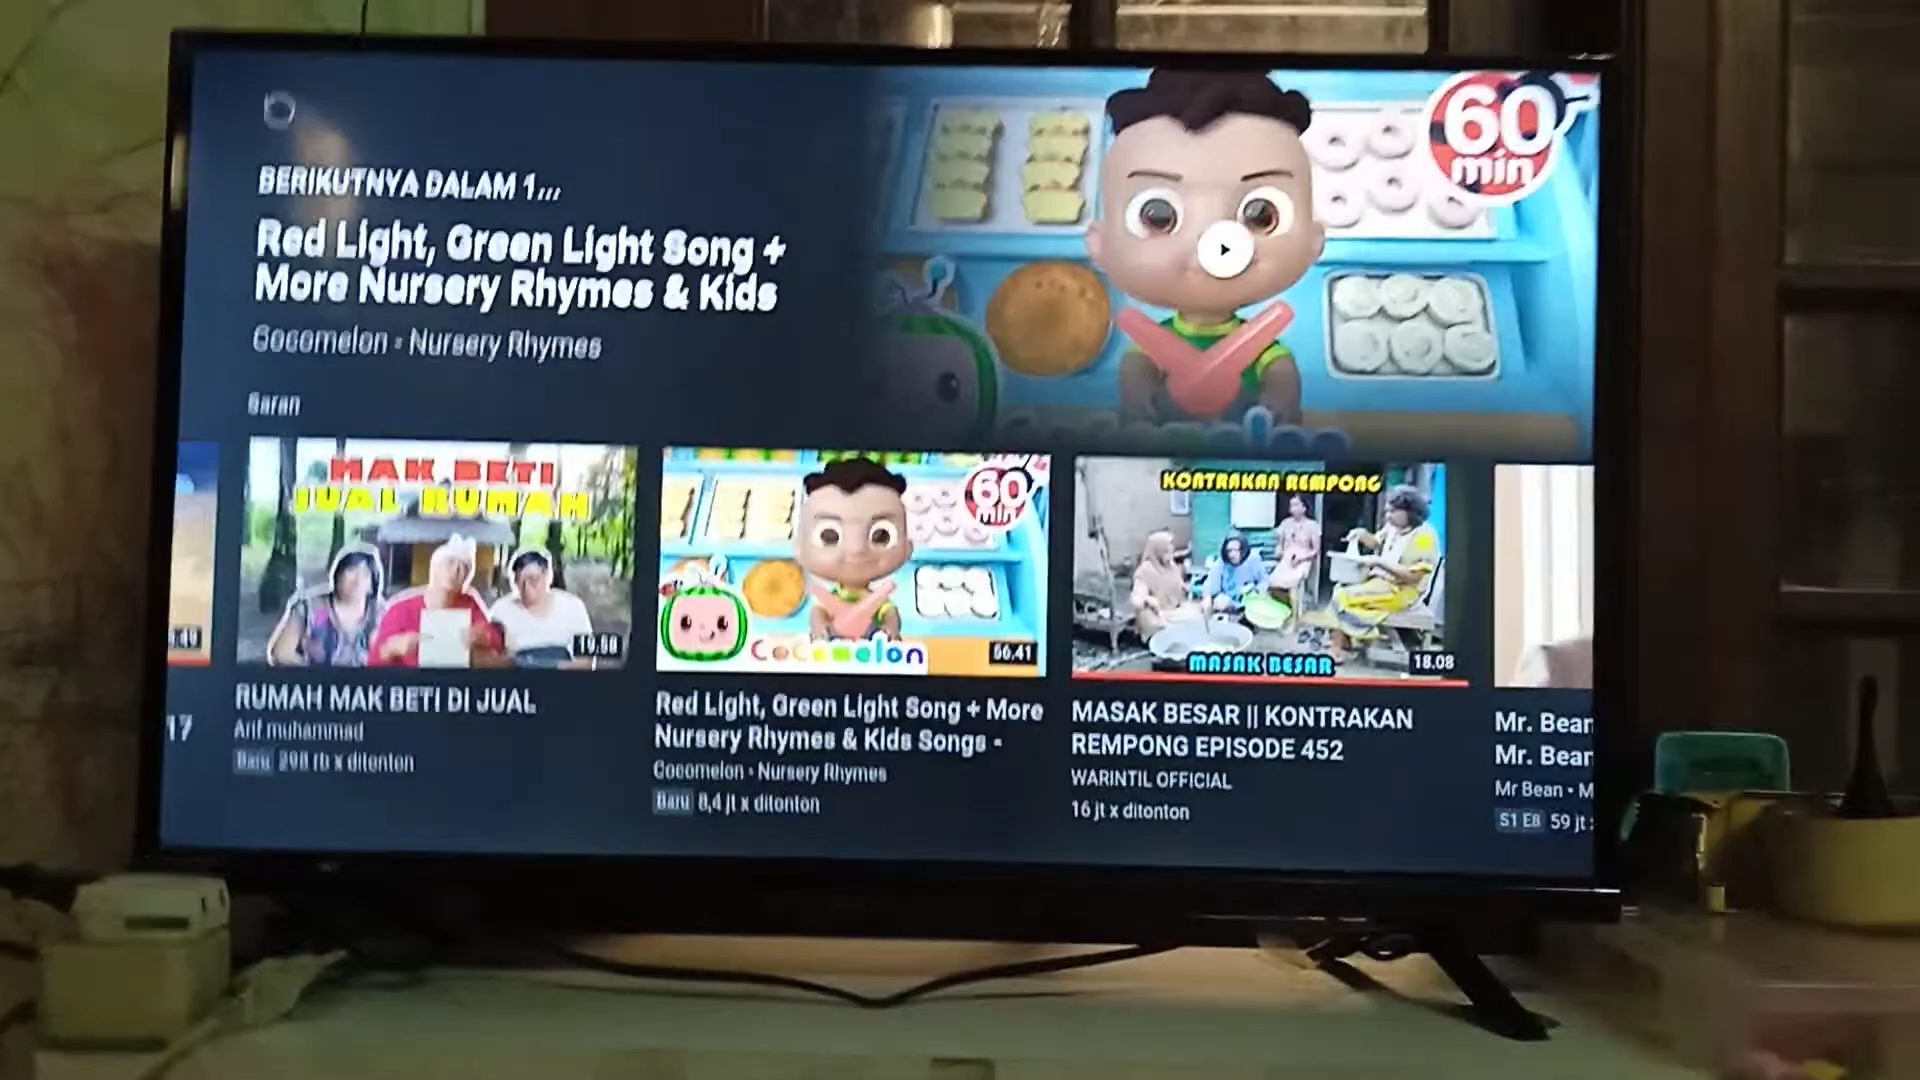 BERIKUTNYA DALAM 1...
Red Light, Green Light Song +
More Nursery Rhymes & Kids
Cocomelon - Nursery Rhymes
60
min
Saran
MAK BETI
JUAL RUMAH
19.58
RUMAH MAK BETI DI JUAL
Arif muhammad
Baru 298 rb x ditonton
17
60
min
CoComelon
56.41
Red Light, Green Light Song + More
Nursery Rhymes & Kids Songs -
Cocomelon - Nursery Rhymes
Baru 8,4 jt x ditonton
KONTRAKAN REMPONG
MASAK BESAR
18.08
MASAK BESAR || KONTRAKAN
REMPONG EPISODE 452
WARINTIL OFFICIAL
16 jt x ditonton
Mr. Bean
Mr. Bean
Mr Bean • M
S1 E8 59 jt